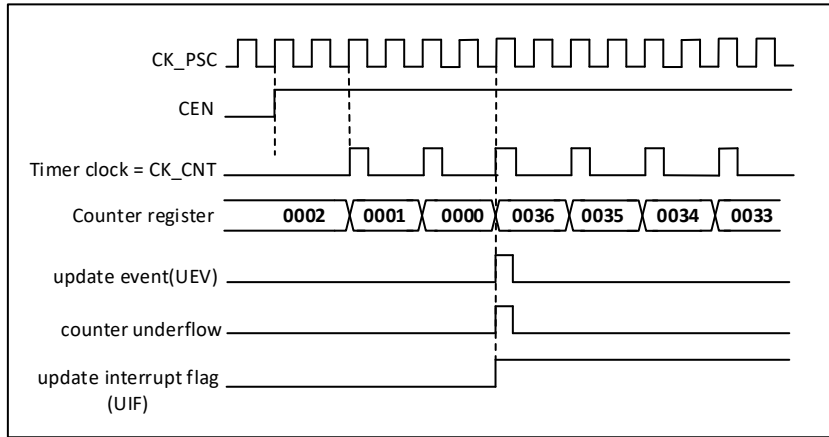 CK_PSC
CEN
Timer clock = CK_CNT
Counter register
0002 0001 0000 0036 0035 0034 0033
update event(UEV)
counter underflow
update interrupt flag
(UIF)